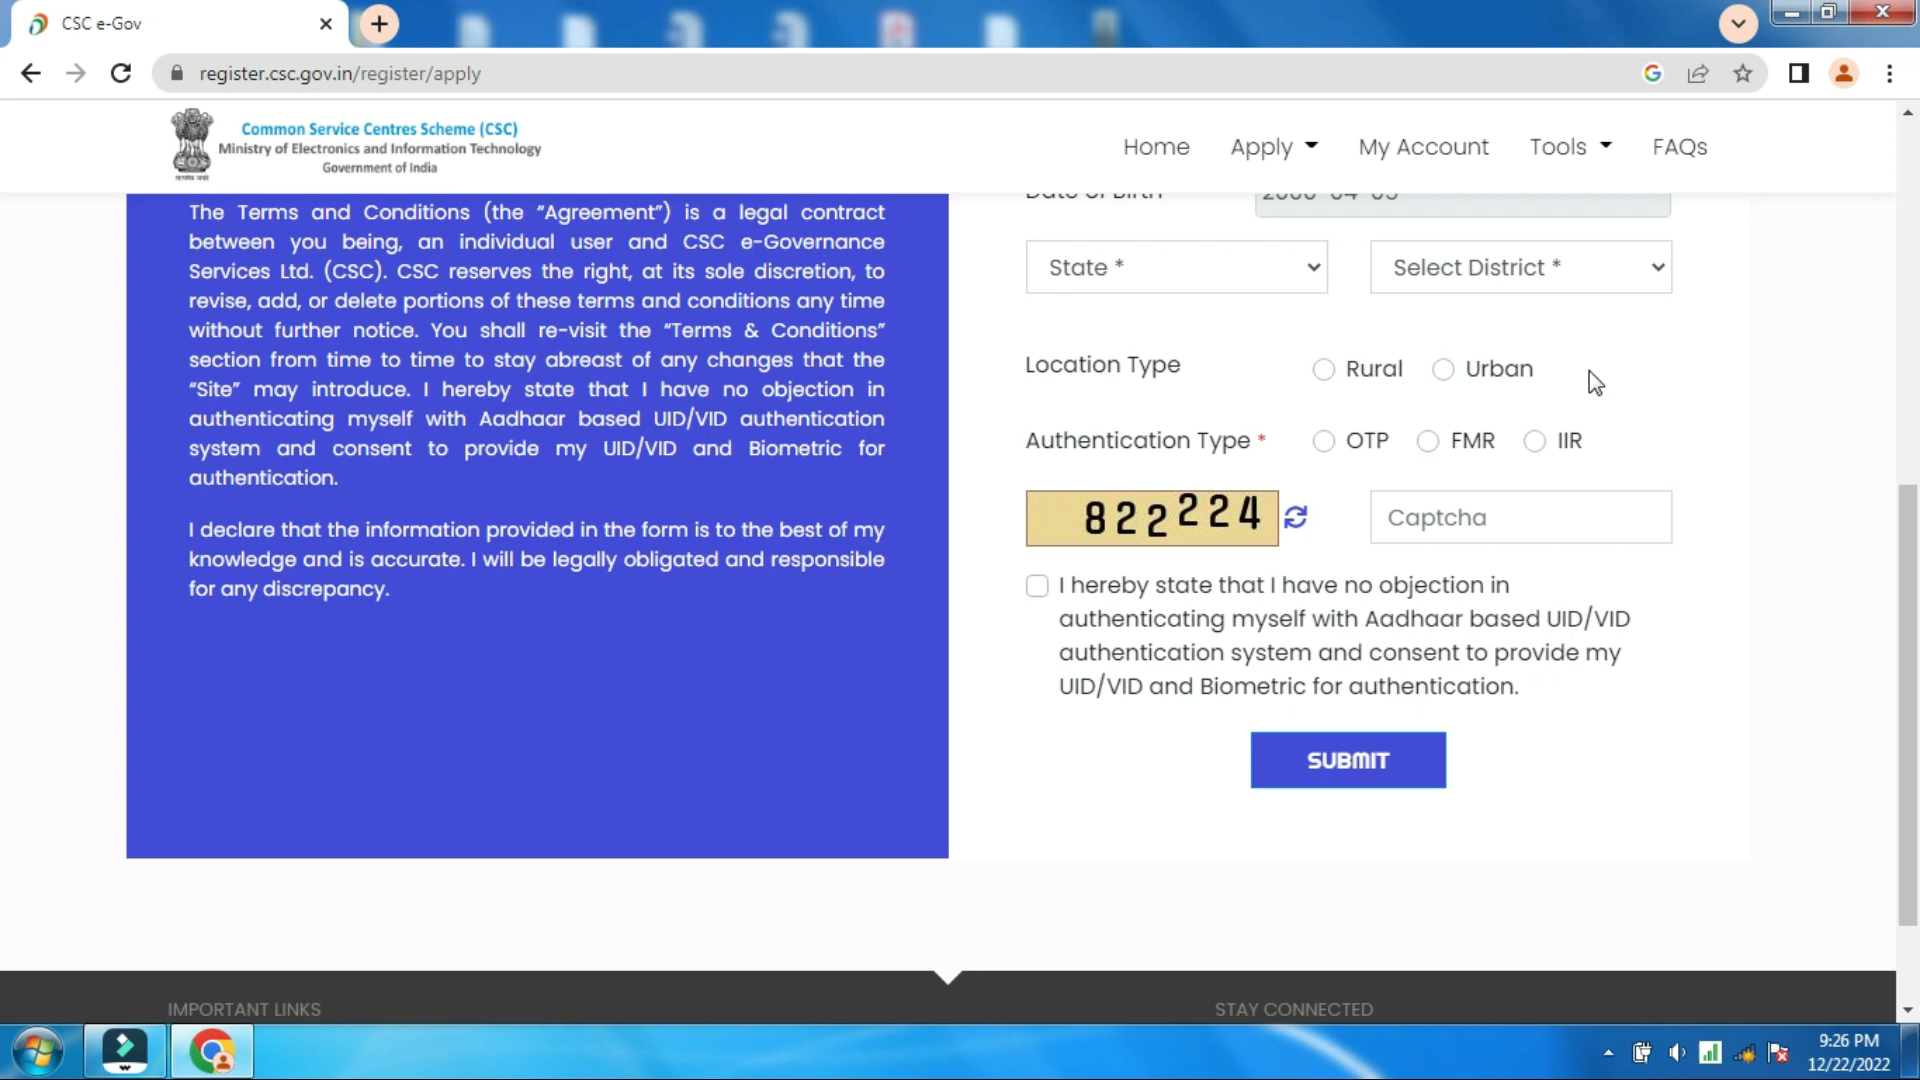 CSC e-Gov
register.csc.gov.in/register/apply
Common Service Centres Scheme (CSC)
Ministry of Electronics and Information Technology
Government of India
Home
Apply
My Account
Tools
FAQs
The Terms and Conditions (the “Agreement”) is a legal contract
between you being, an individual user and CSC e-Governance
Services Ltd. (CSC). CSC reserves the right, at its sole discretion, to
revise, add, or delete portions of these terms and conditions any time
without further notice. You shall re-visit the “Terms & Conditions”
section from time to time to stay abreast of any changes that the
“Site” may introduce. I hereby state that I have no objection in
authenticating myself with Aadhaar based UID/VID authentication
system and consent to provide my UID/VID and Biometric for
authentication.
I declare that the information provided in the form is to the best of my
knowledge and is accurate. I will be legally obligated and responsible
for any discrepancy.
Date of Birth
State *
Select District *
Location Type
Rural
Urban
Authentication Type *
OTP
FMR
IIR
822224
Captcha
I hereby state that I have no objection in
authenticating myself with Aadhaar based UID/VID
authentication system and consent to provide my
UID/VID and Biometric for authentication.
SUBMIT
IMPORTANT LINKS
STAY CONNECTED
9:26 PM
12/22/2022